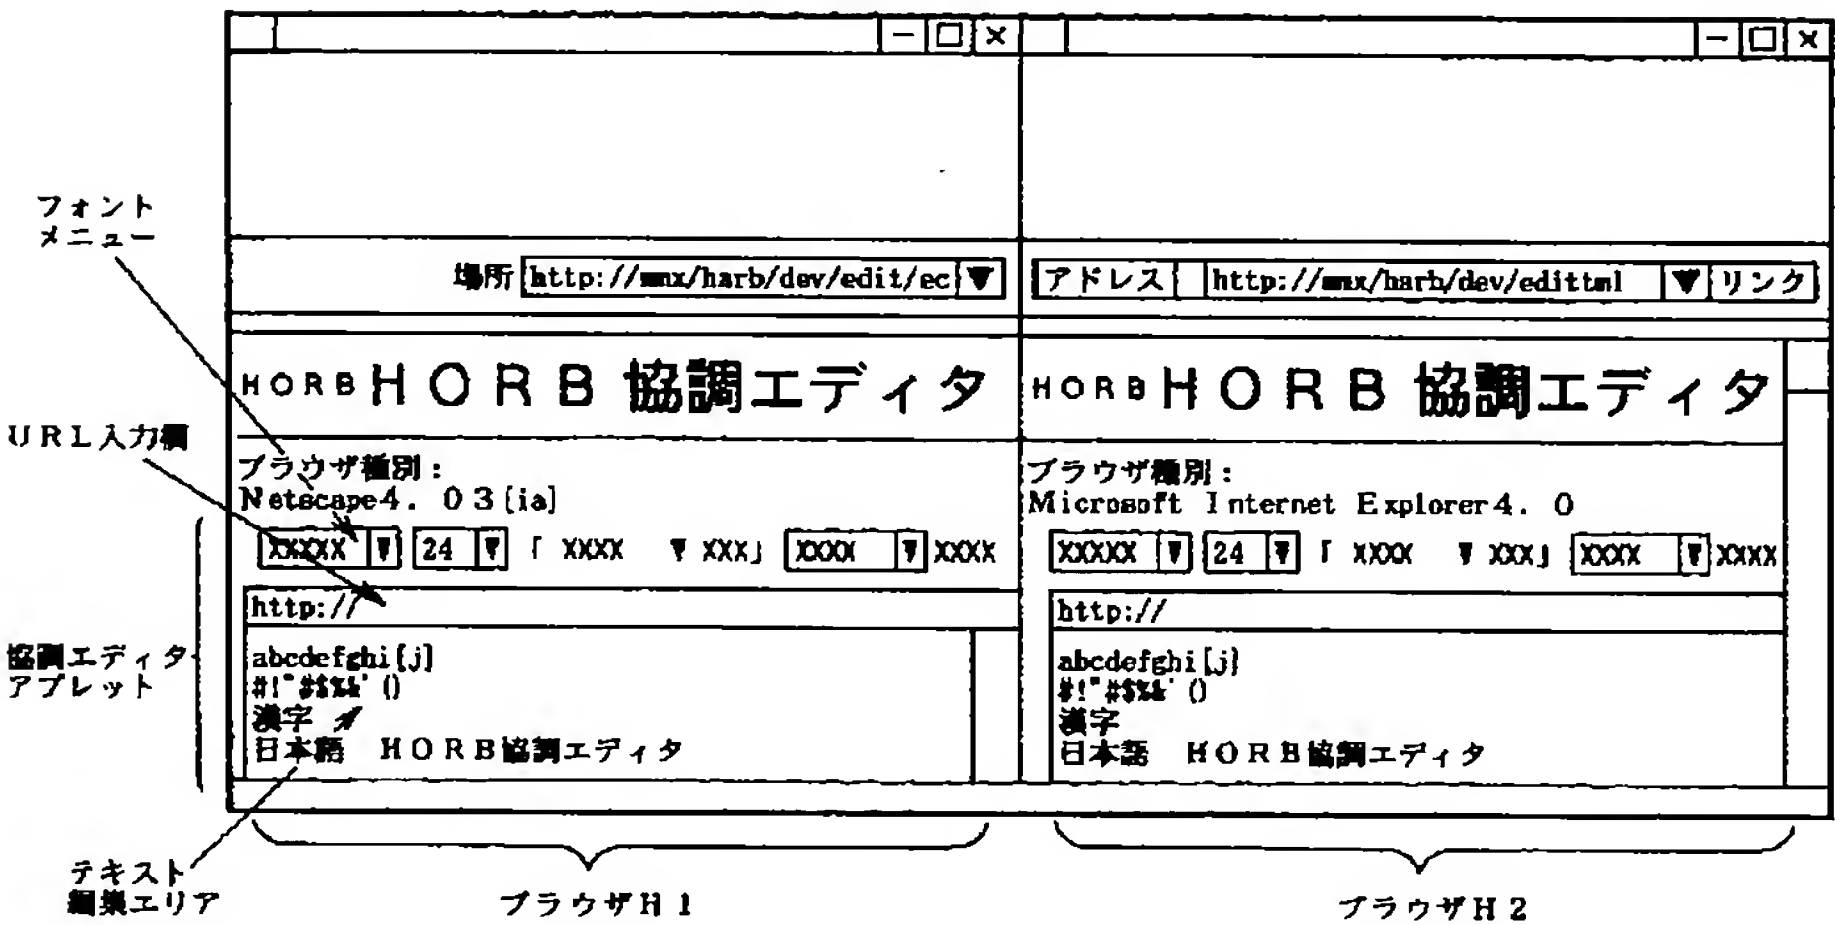 フォント
メニュー
場所 http://mnx/harb/dev/edit/ec ▼
アドレス http://mnx/harb/dev/edittml ▼ リンク
HORB HORB 協調エディタ
HORB HORB 協調エディタ
URL入力欄
ブラウザ種別：
Netscape4．03[ia]
ブラウザ種別：
Microsoft Internet Explorer4．0
XXXXX ▼ 24 ▼ 「 XXXX ▼ XXX」 XXXX ▼ XXXX
XXXXX ▼ 24 ▼ 「 XXXX ▼ XXX」 XXXX ▼ XXXX
http://
http://
協調エディタ
アプレット
abcdefghi[j]
#!"#$%&'()
漢字
日本語 HORB協調エディタ
abcdefghi[j]
#!"#$%&'()
漢字
日本語 HORB協調エディタ
テキスト
編集エリア
ブラウザH1
ブラウザH2